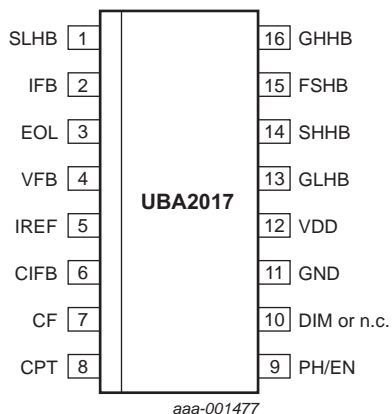 SLHB 1
IFB 2
EOL 3
VFB 4
IREF 5
CIFB 6
CF 7
CPT 8
UBA2017
16 GHHB
15 FSHB
14 SHHB
13 GLHB
12 VDD
11 GND
10 DIM or n.c.
9 PH/EN
aaa-001477